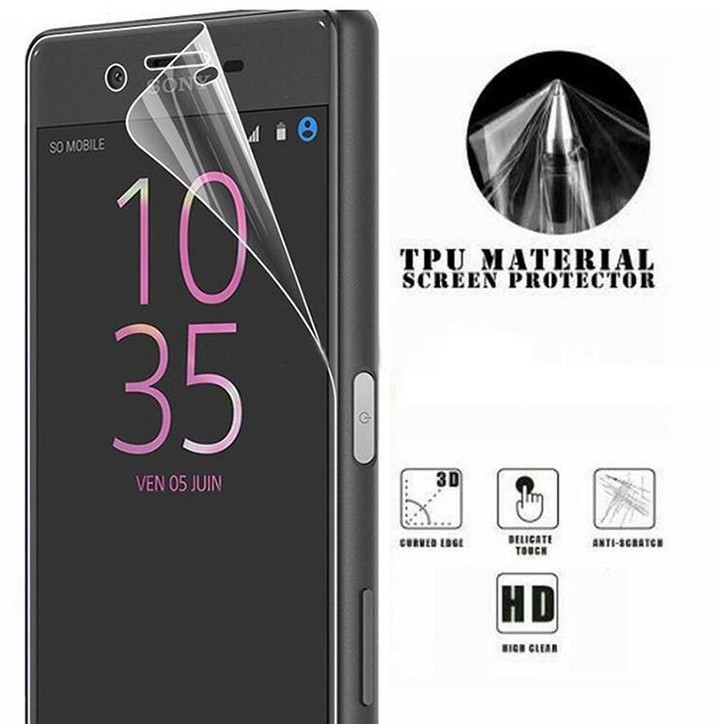 SONY
SO MOBILE
10
35
VEN 05 JUIN
TPU MATERIAL
SCREEN PROTECTOR
3D
CURVED EDGE
DELICATE
TOUCH
ANTI-SCRATCH
HD
HIGH CLEAR